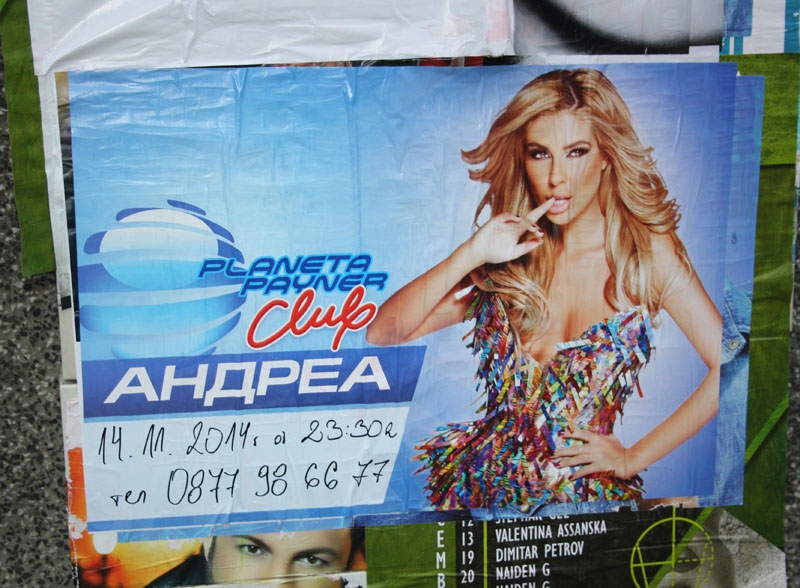 PLANETA
PAYNER
Club
АНДРЕА
14. 11. 2014г от 23:30ч
тел 0877 98 66 77
12
13 VALENTINA ASSANSKA
19 DIMITAR PETROV
20 NAIDEN G